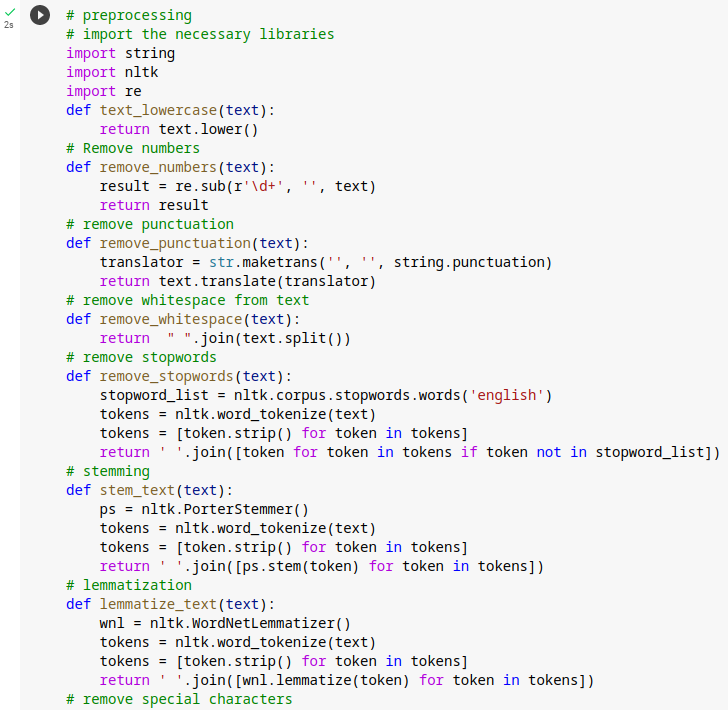 # preprocessing
2s
# import the necessary libraries
import string
import nltk
import re
def text_lowercase(text):
    return text.lower()
# Remove numbers
def remove_numbers(text):
    result = re.sub(r'\d+', '', text)
    return result
# remove punctuation
def remove_punctuation(text):
    translator = str.maketrans('', '', string.punctuation)
    return text.translate(translator)
# remove whitespace from text
def remove_whitespace(text):
    return  " ".join(text.split())
# remove stopwords
def remove_stopwords(text):
    stopword_list = nltk.corpus.stopwords.words('english')
    tokens = nltk.word_tokenize(text)
    tokens = [token.strip() for token in tokens]
    return ' '.join([token for token in tokens if token not in stopword_list])
# stemming
def stem_text(text):
    ps = nltk.PorterStemmer()
    tokens = nltk.word_tokenize(text)
    tokens = [token.strip() for token in tokens]
    return ' '.join([ps.stem(token) for token in tokens])
# lemmatization
def lemmatize_text(text):
    wnl = nltk.WordNetLemmatizer()
    tokens = nltk.word_tokenize(text)
    tokens = [token.strip() for token in tokens]
    return ' '.join([wnl.lemmatize(token) for token in tokens])
# remove special characters